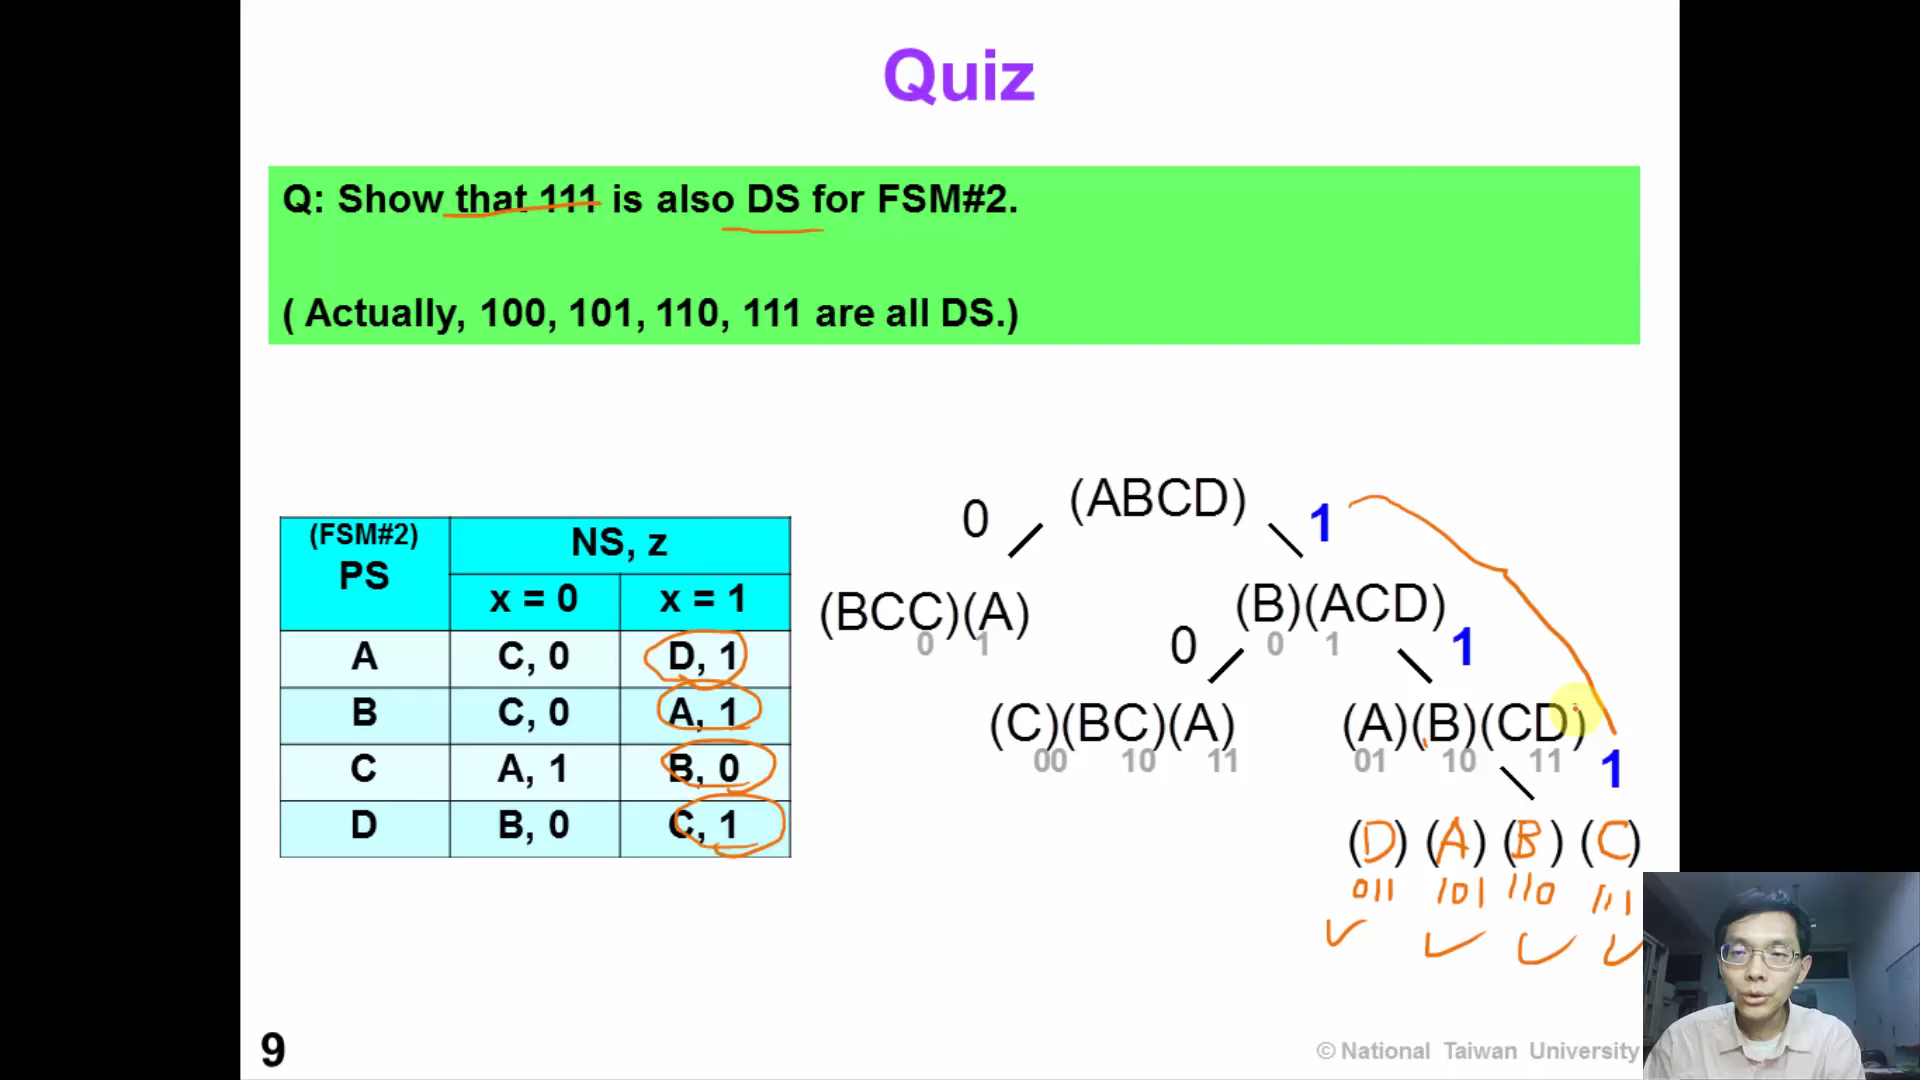 Quiz
Q: Show that 111 is also DS for FSM#2.
( Actually, 100, 101, 110, 111 are all DS.)
(FSM#2)
PS
NS, z
x = 0 x = 1
A C, 0 D, 1
B C, 0 A, 1
C A, 1 B, 0
D B, 0 C, 1
(ABCD)
0 1
(BCC)(A) (B)(ACD)
0 1 0 1
0 1
(C)(BC)(A) (A)(B)(CD)
00 10 11 01 10 11
1
(D) (A) (B) (C)
011 101 110 111
9
© National Taiwan University